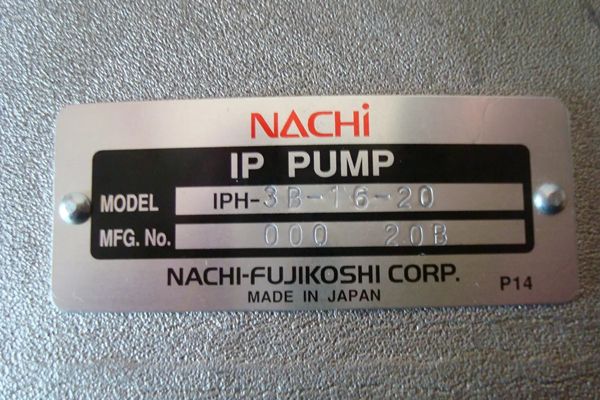 NACHi
IP PUMP
MODEL IPH-3B-16-20
MFG. No. 000 20B
NACHI-FUJIKOSHI CORP.
MADE IN JAPAN P14